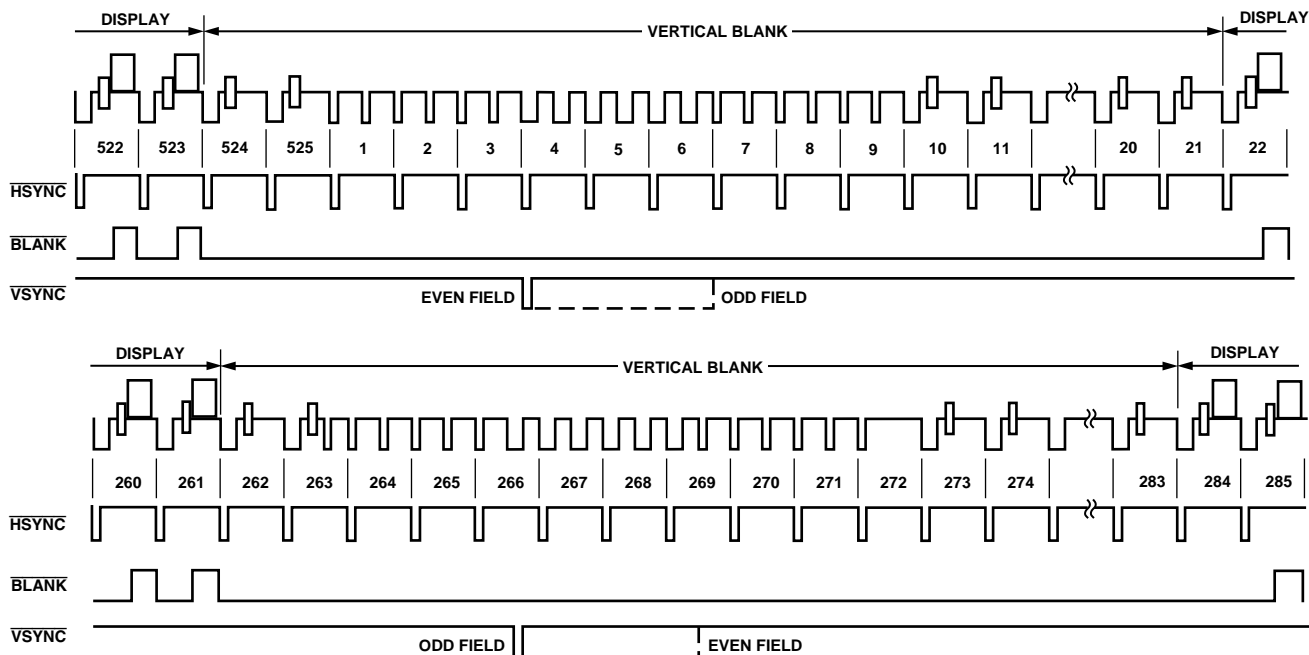 DISPLAY VERTICAL BLANK DISPLAY
522 523 524 525 1 2 3 4 5 6 7 8 9 10 11 20 21 22
HSYNC
BLANK
VSYNC
EVEN FIELD ODD FIELD
DISPLAY VERTICAL BLANK DISPLAY
260 261 262 263 264 265 266 267 268 269 270 271 272 273 274 283 284 285
HSYNC
BLANK
VSYNC
ODD FIELD EVEN FIELD